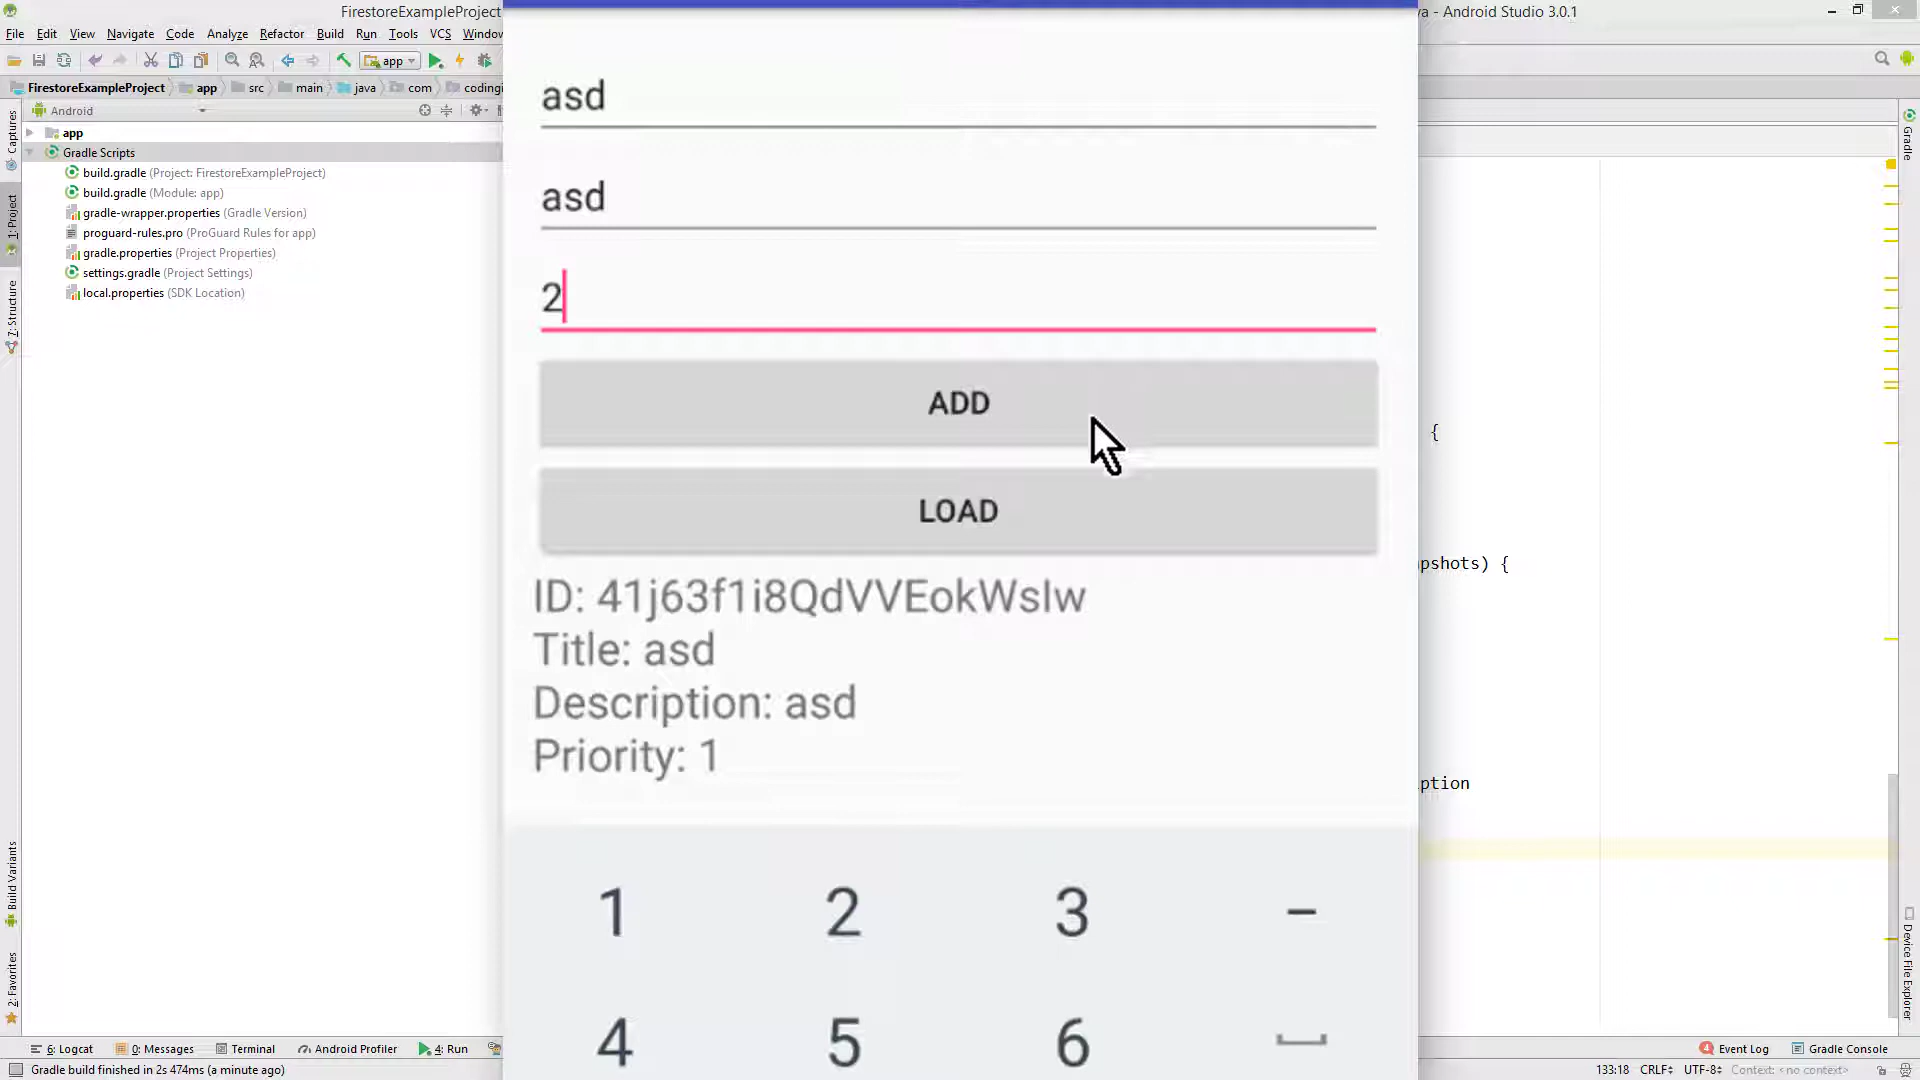 FirestoreExampleProject
a - Android Studio 3.0.1
File Edit View Navigate Code Analyze Refactor Build Run Tools VCS Window
app
FirestoreExampleProject app src main java com codingi
Android
app
Gradle Scripts
build.gradle (Project: FirestoreExampleProject)
build.gradle (Module: app)
gradle-wrapper.properties (Gradle Version)
proguard-rules.pro (ProGuard Rules for app)
gradle.properties (Project Properties)
settings.gradle (Project Settings)
local.properties (SDK Location)
Captures
1: Project
7: Structure
Build Variants
2: Favorites
asd
asd
2
ADD
LOAD
ID: 41j63f1i8QdVVEokWsIw
Title: asd
Description: asd
Priority: 1
1 2 3 –
4 5 6
{
pshots) {
ption
Gradle
Device File Explorer
6: Logcat 0: Messages Terminal Android Profiler 4: Run
4 Event Log Gradle Console
Gradle build finished in 2s 474ms (a minute ago)
133:18 CRLF UTF-8 Context: <no context>